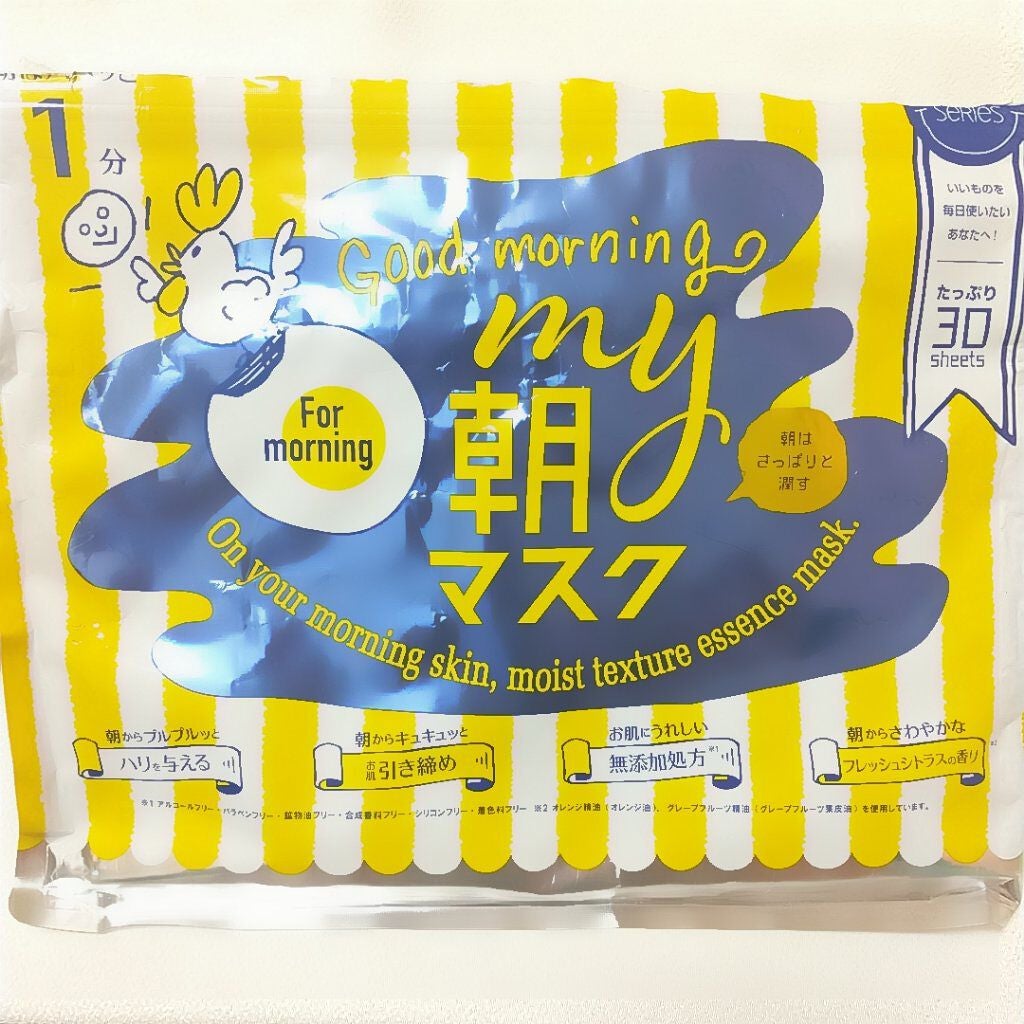 1分
SERIES
いいものを
毎日使いたい
あなたへ!
たっぷり
30
sheets
Good morning
my
朝
マスク
For
morning
朝は
さっぱりと
潤す
On your morning skin, moist texture essence mask.
朝からプルプルッと
ハリを与える
朝からキュキュッと
お肌引き締め
お肌にうれしい
無添加処方※1
朝からさわやかな
フレッシュシトラスの香り※2
※1 アルコールフリー・パラベンフリー・鉱物油フリー・合成香料フリー・シリコンフリー・着色料フリー ※2 オレンジ精油(オレンジ油)、グレープフルーツ精油(グレープフルーツ果皮油)を使用しています。